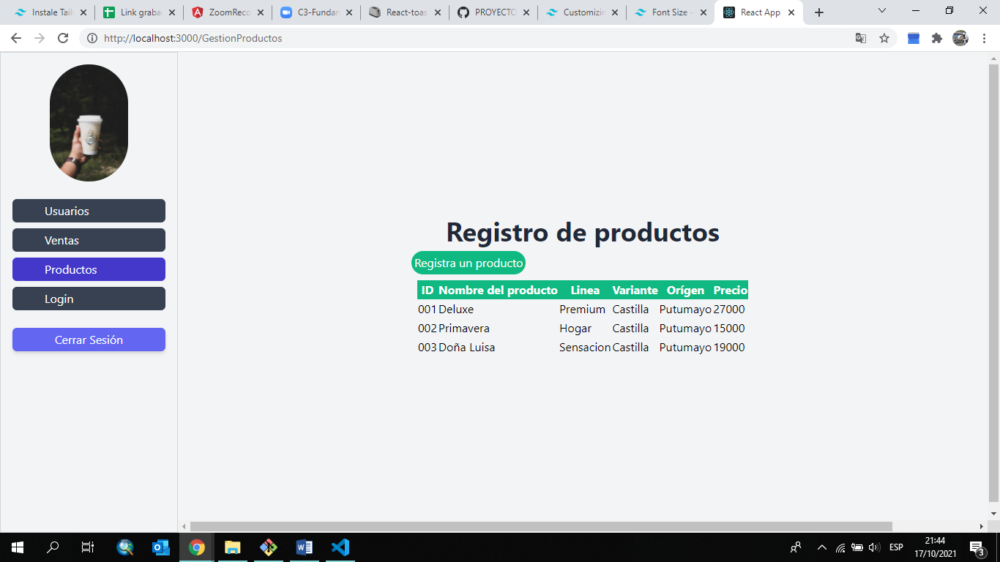 Instale Tail
Link graba
ZoomReco
C3-Fundar
React-toas
PROYECTO
Customizin
Font Size -
React App
http://localhost:3000/GestionProductos
Usuarios
Ventas
Productos
Login
Cerrar Sesión
Registro de productos
Registra un producto
ID Nombre del producto Linea Variante Orígen Precio
001 Deluxe Premium Castilla Putumayo 27000
002 Primavera Hogar Castilla Putumayo 15000
003 Doña Luisa Sensacion Castilla Putumayo 19000
ESP
21:44
17/10/2021
3